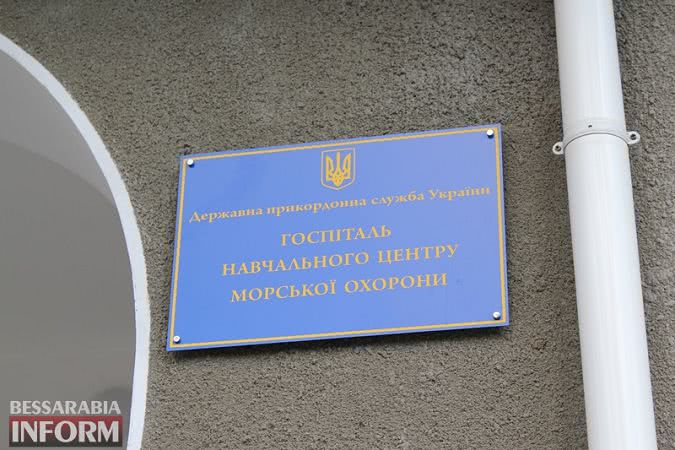 Державна прикордонна служба України
ГОСПІТАЛЬ
НАВЧАЛЬНОГО ЦЕНТРУ
МОРСЬКОЇ ОХОРОНИ
BESSARABIA
INFORM